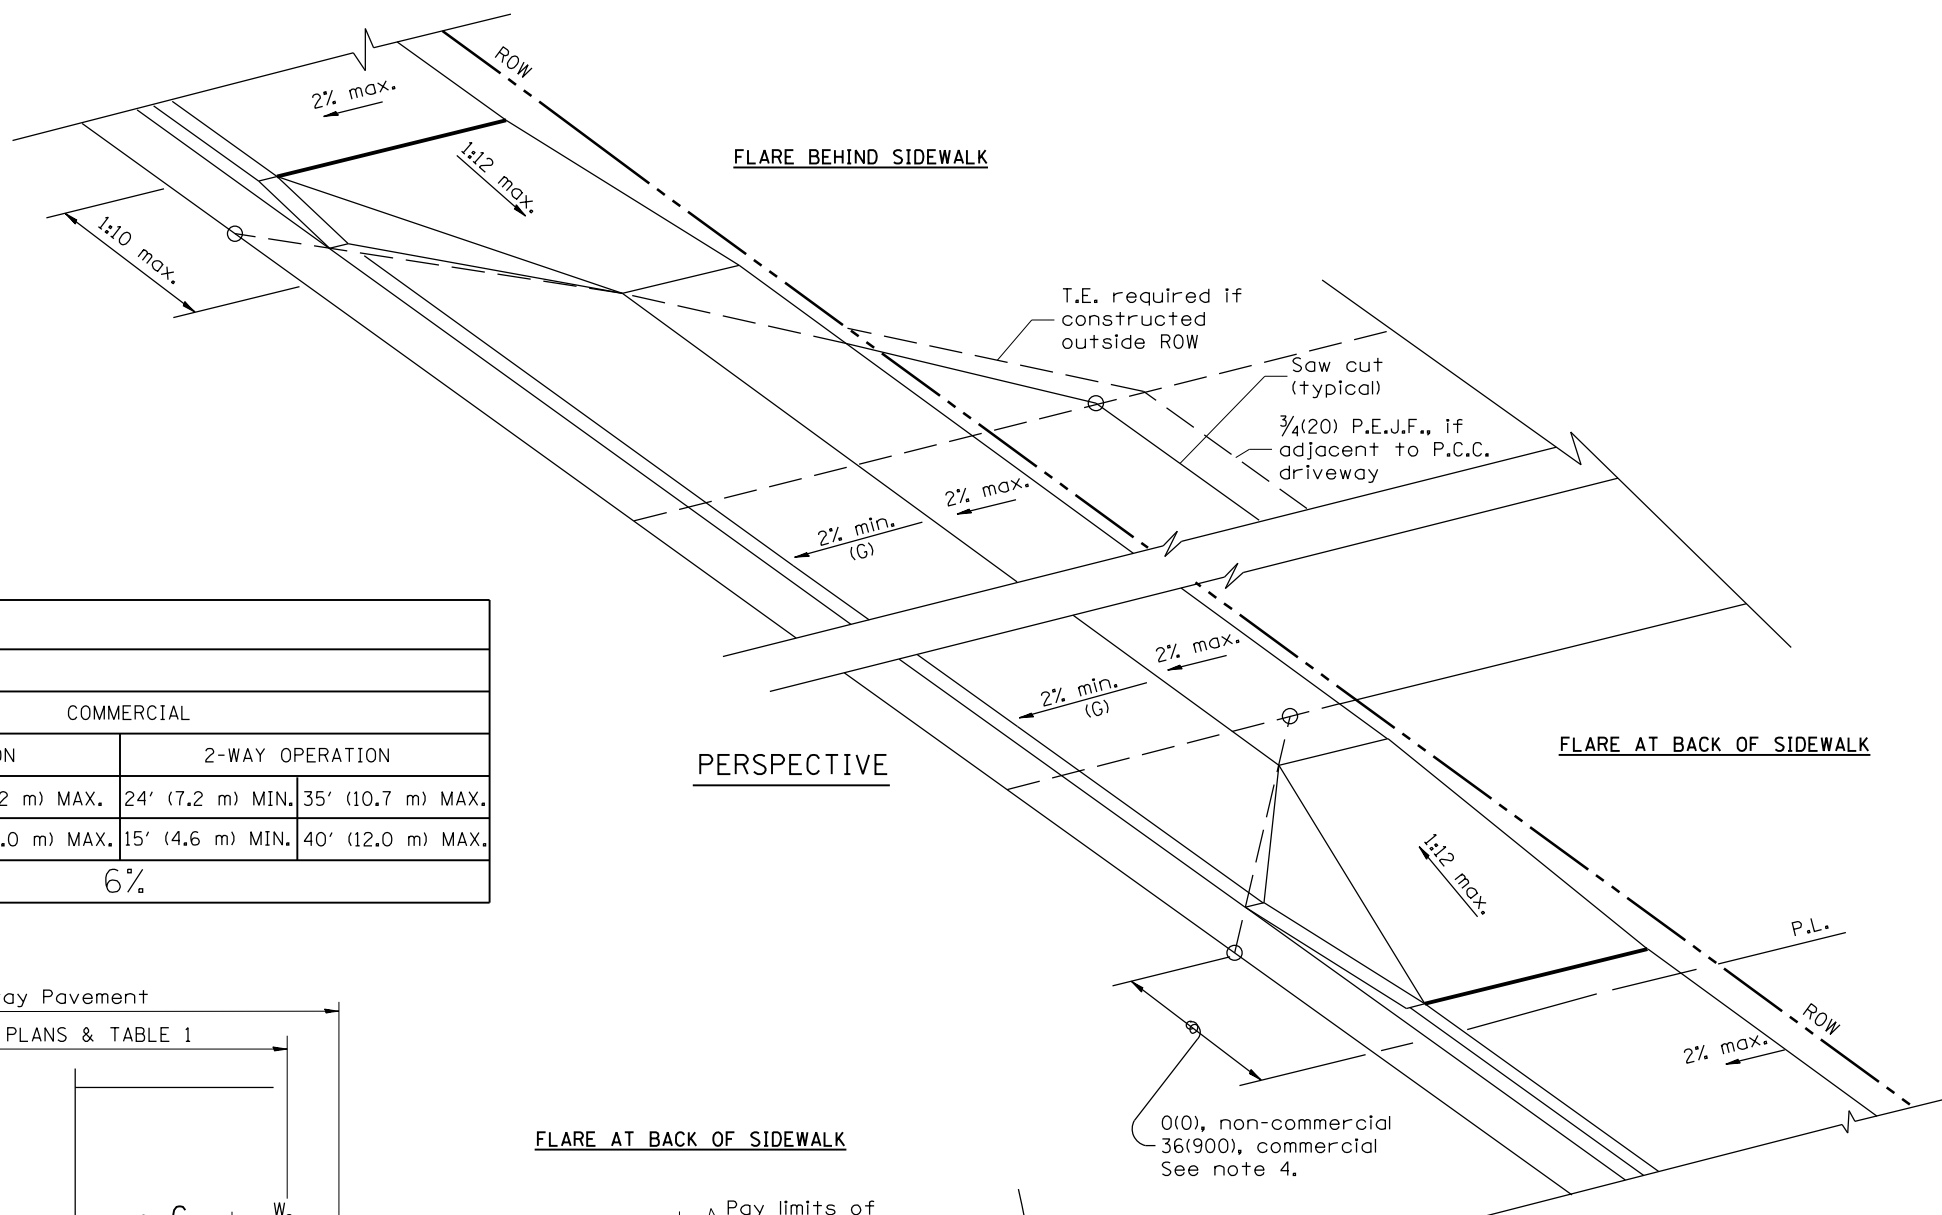 ROW
2% max.
FLARE BEHIND SIDEWALK
1:12 max.
1:10 max.
T.E. required if
constructed
outside ROW
Saw cut
(typical)
¾(20) P.E.J.F., if
adjacent to P.C.C.
driveway
2% max.
2% min.
(G)
2% max.
2% min.
(G)
COMMERCIAL
ON
2-WAY OPERATION
2 m) MAX.
24' (7.2 m) MIN.
35' (10.7 m) MAX.
.0 m) MAX.
15' (4.6 m) MIN.
40' (12.0 m) MAX.
6%
PERSPECTIVE
FLARE AT BACK OF SIDEWALK
1:12 max.
P.L.
ROW
2% max.
ay Pavement
PLANS & TABLE 1
0(0), non-commercial
36(900), commercial
See note 4.
FLARE AT BACK OF SIDEWALK
W.
Pay limits of